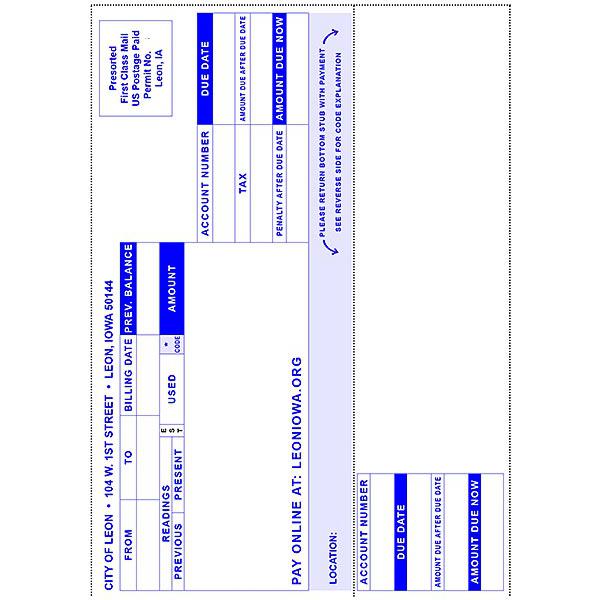 CITY OF LEON • 104 W. 1ST STREET • LEON, IOWA 50144
Presorted
First Class Mail
US Postage Paid
Permit No.
Leon, IA
FROM TO BILLING DATE PREV. BALANCE
READINGS
PREVIOUS PRESENT
EST
USED
*
CODE
AMOUNT
ACCOUNT NUMBER DUE DATE
TAX AMOUNT DUE AFTER DUE DATE
PENALTY AFTER DUE DATE AMOUNT DUE NOW
PAY ONLINE AT: LEONIOWA.ORG
LOCATION:
PLEASE RETURN BOTTOM STUB WITH PAYMENT
SEE REVERSE SIDE FOR CODE EXPLANATION
ACCOUNT NUMBER
DUE DATE
AMOUNT DUE AFTER DUE DATE
AMOUNT DUE NOW